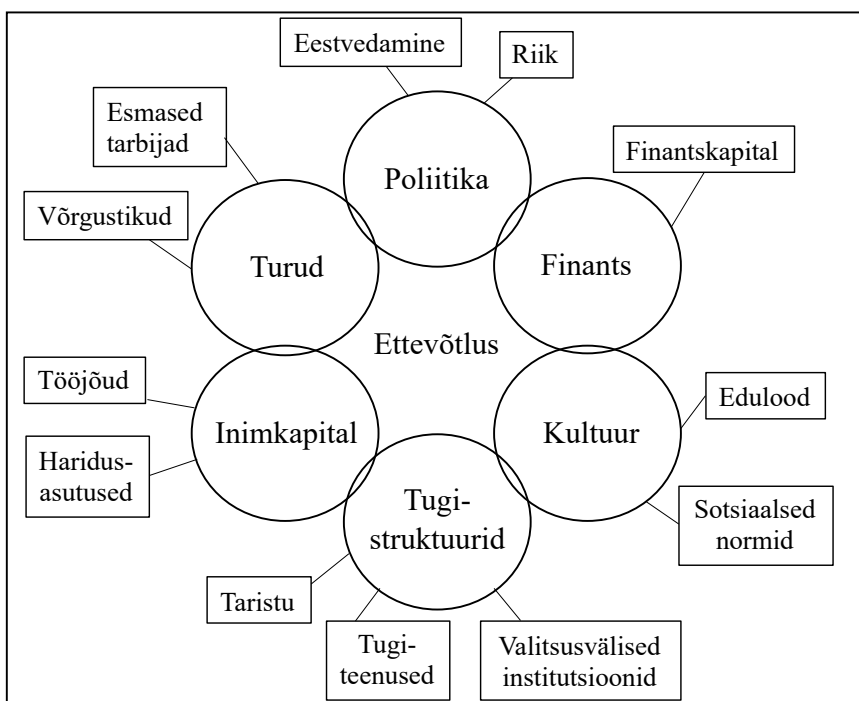 Eestvedamine
Riik
Esmased
tarbijad
Finantskapital
Poliitika
Võrgustikud
Turud
Finants
Ettevõtlus
Tööjõud
Edulood
Inimkapital
Kultuur
Haridus-
asutused
Tugi-
struktuurid
Sotsiaalsed
normid
Taristu
Tugi-
teenused
Valitsusvälised
institutsioonid